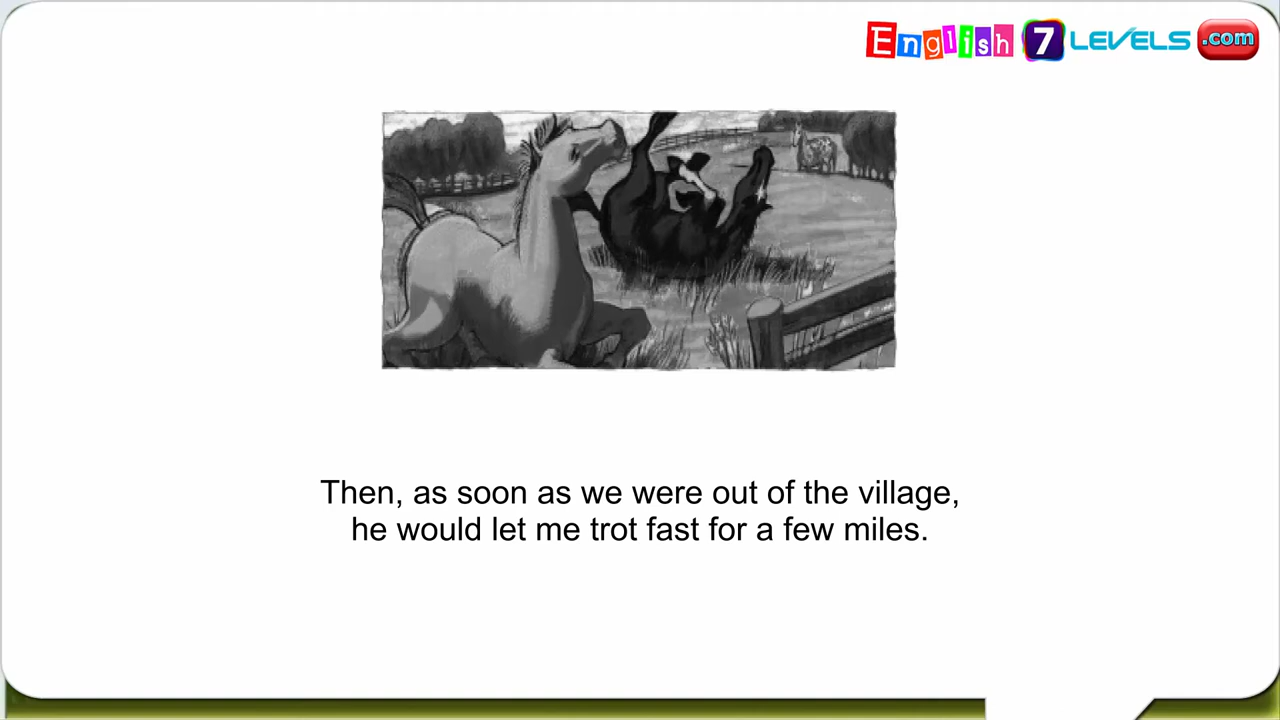 English 7 LEVELS .com
Then, as soon as we were out of the village,
he would let me trot fast for a few miles.